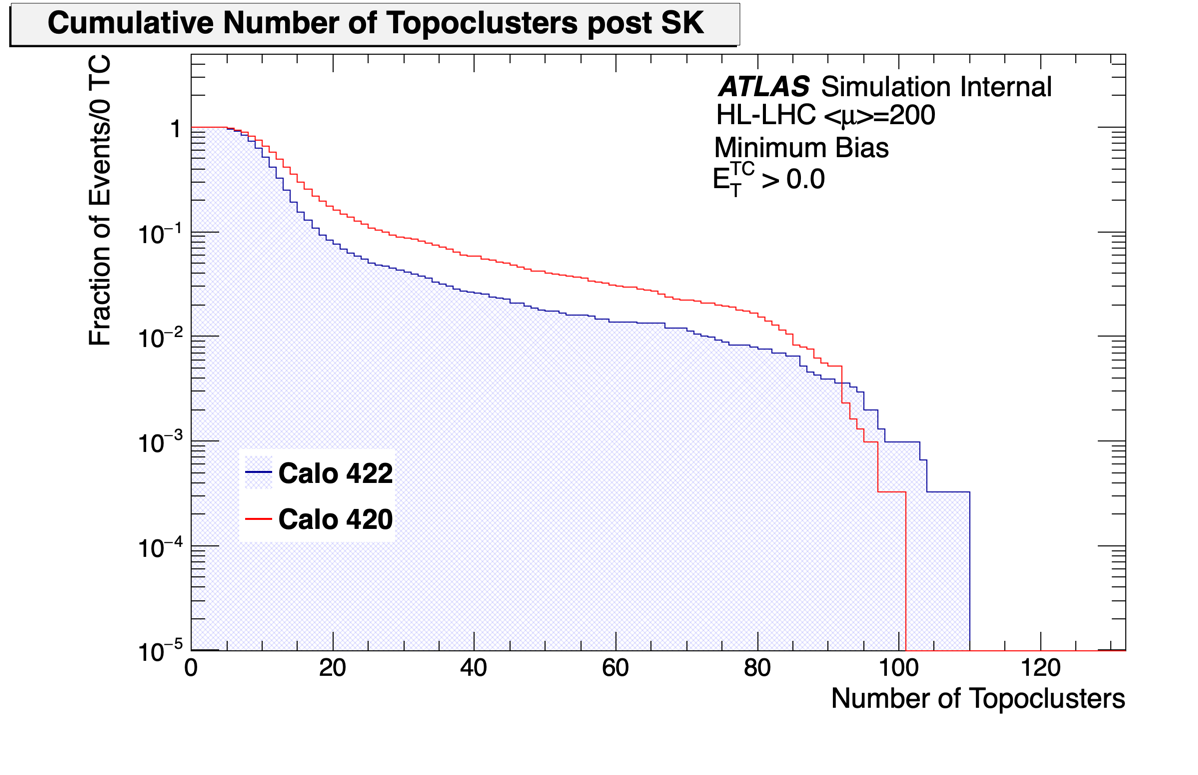 Cumulative Number of Topoclusters post SK
Fraction of Events/0 TC
ATLAS Simulation Internal
HL-LHC <μ>=200
Minimum Bias
E_T^TC > 0.0
1
10⁻¹
10⁻²
10⁻³
10⁻⁴
10⁻⁵
Calo 422
Calo 420
0 20 40 60 80 100 120
Number of Topoclusters